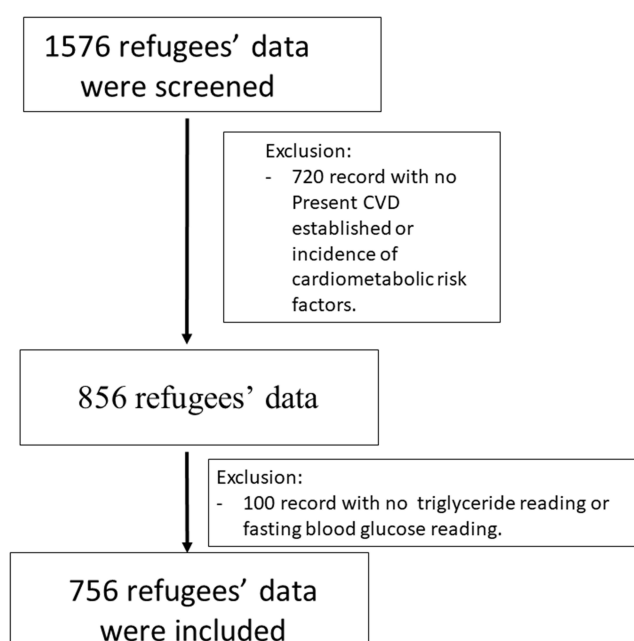 1576 refugees’ data
were screened
Exclusion:
- 720 record with no
Present CVD
established or
incidence of
cardiometabolic risk
factors.
856 refugees’ data
Exclusion:
- 100 record with no triglyceride reading or
fasting blood glucose reading.
756 refugees’ data
were included